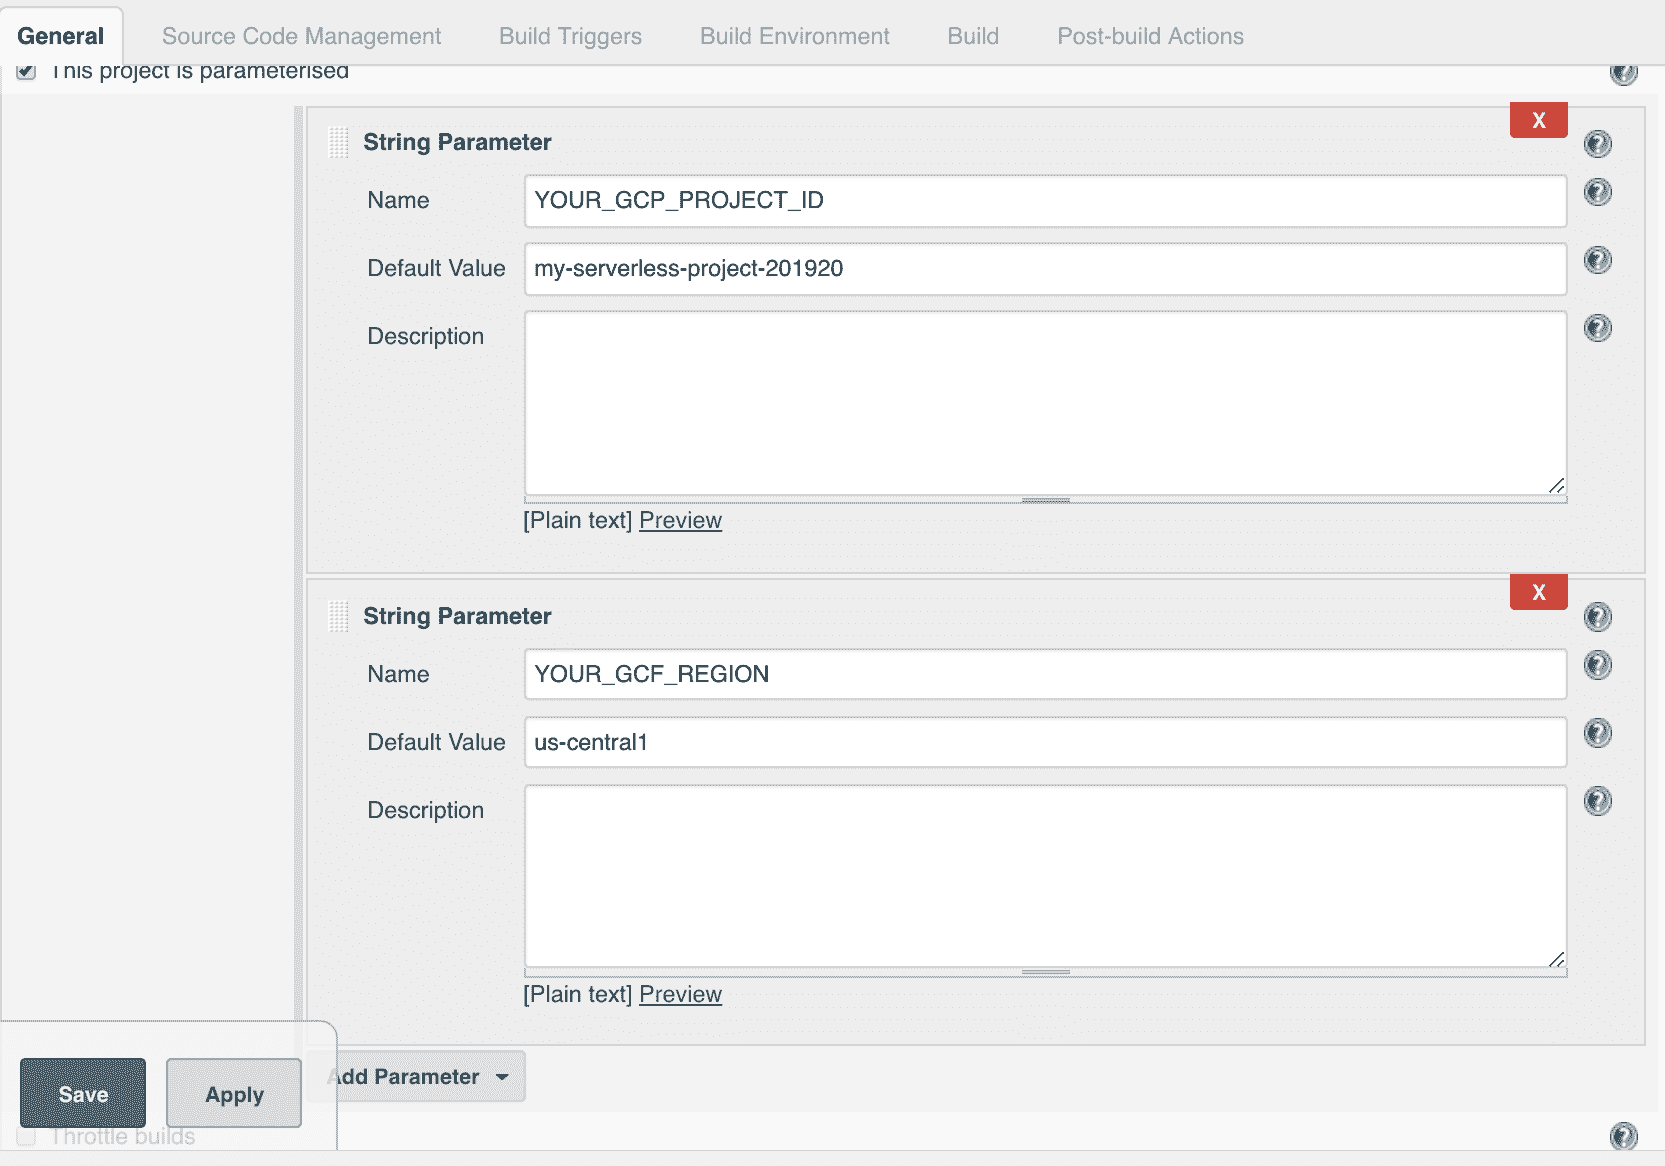 General Source Code Management Build Triggers Build Environment Build Post-build Actions
This project is parameterised
X
String Parameter
Name YOUR_GCP_PROJECT_ID
Default Value my-serverless-project-201920
Description
[Plain text] Preview
X
String Parameter
Name YOUR_GCF_REGION
Default Value us-central1
Description
[Plain text] Preview
Add Parameter
Save Apply
Throttle builds